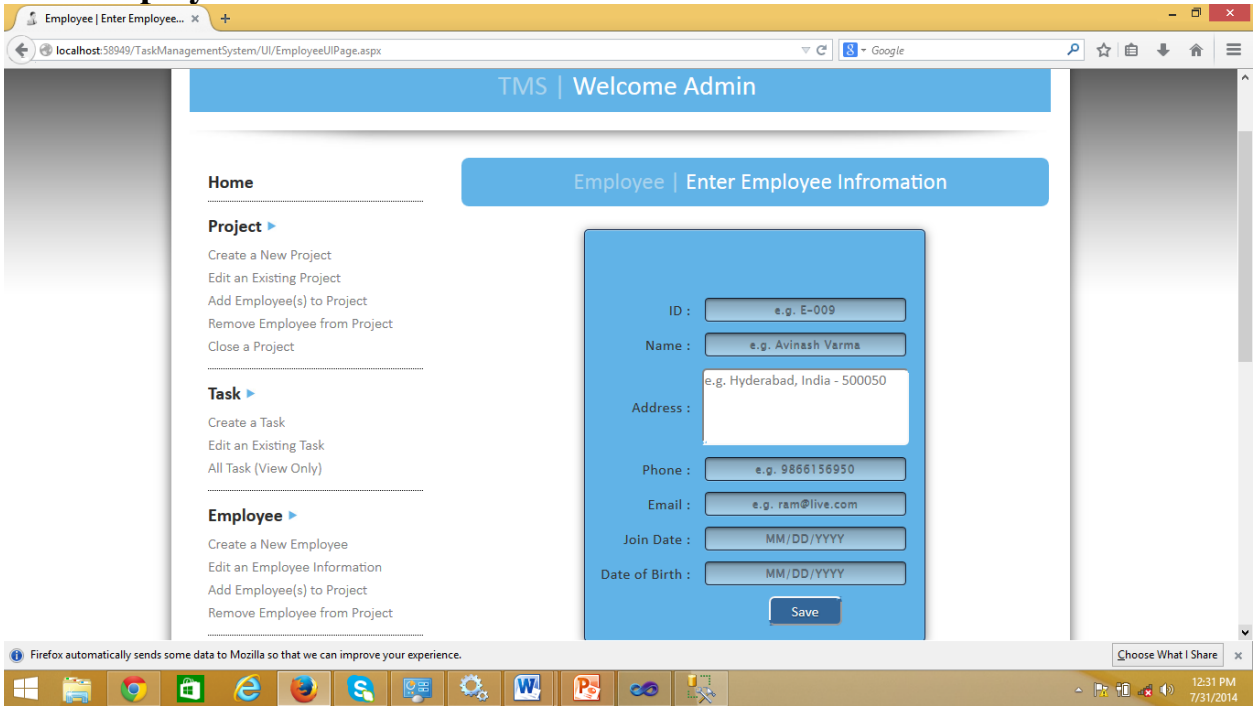 Employee | Enter Employee... × +
localhost:58949/TaskManagementSystem/UI/EmployeeUIPage.aspx
8 Google
TMS | Welcome Admin
Home
Project
Create a New Project
Edit an Existing Project
Add Employee(s) to Project
Remove Employee from Project
Close a Project
Task
Create a Task
Edit an Existing Task
All Task (View Only)
Employee
Create a New Employee
Edit an Employee Information
Add Employee(s) to Project
Remove Employee from Project
Employee | Enter Employee Infromation
ID : e.g. E-009
Name : e.g. Avinash Varma
Address : e.g. Hyderabad, India - 500050
Phone : e.g. 9866156950
Email : e.g. ram@live.com
Join Date : MM/DD/YYYY
Date of Birth : MM/DD/YYYY
Save
Firefox automatically sends some data to Mozilla so that we can improve your experience.
Choose What I Share ×
12:31 PM
7/31/2014